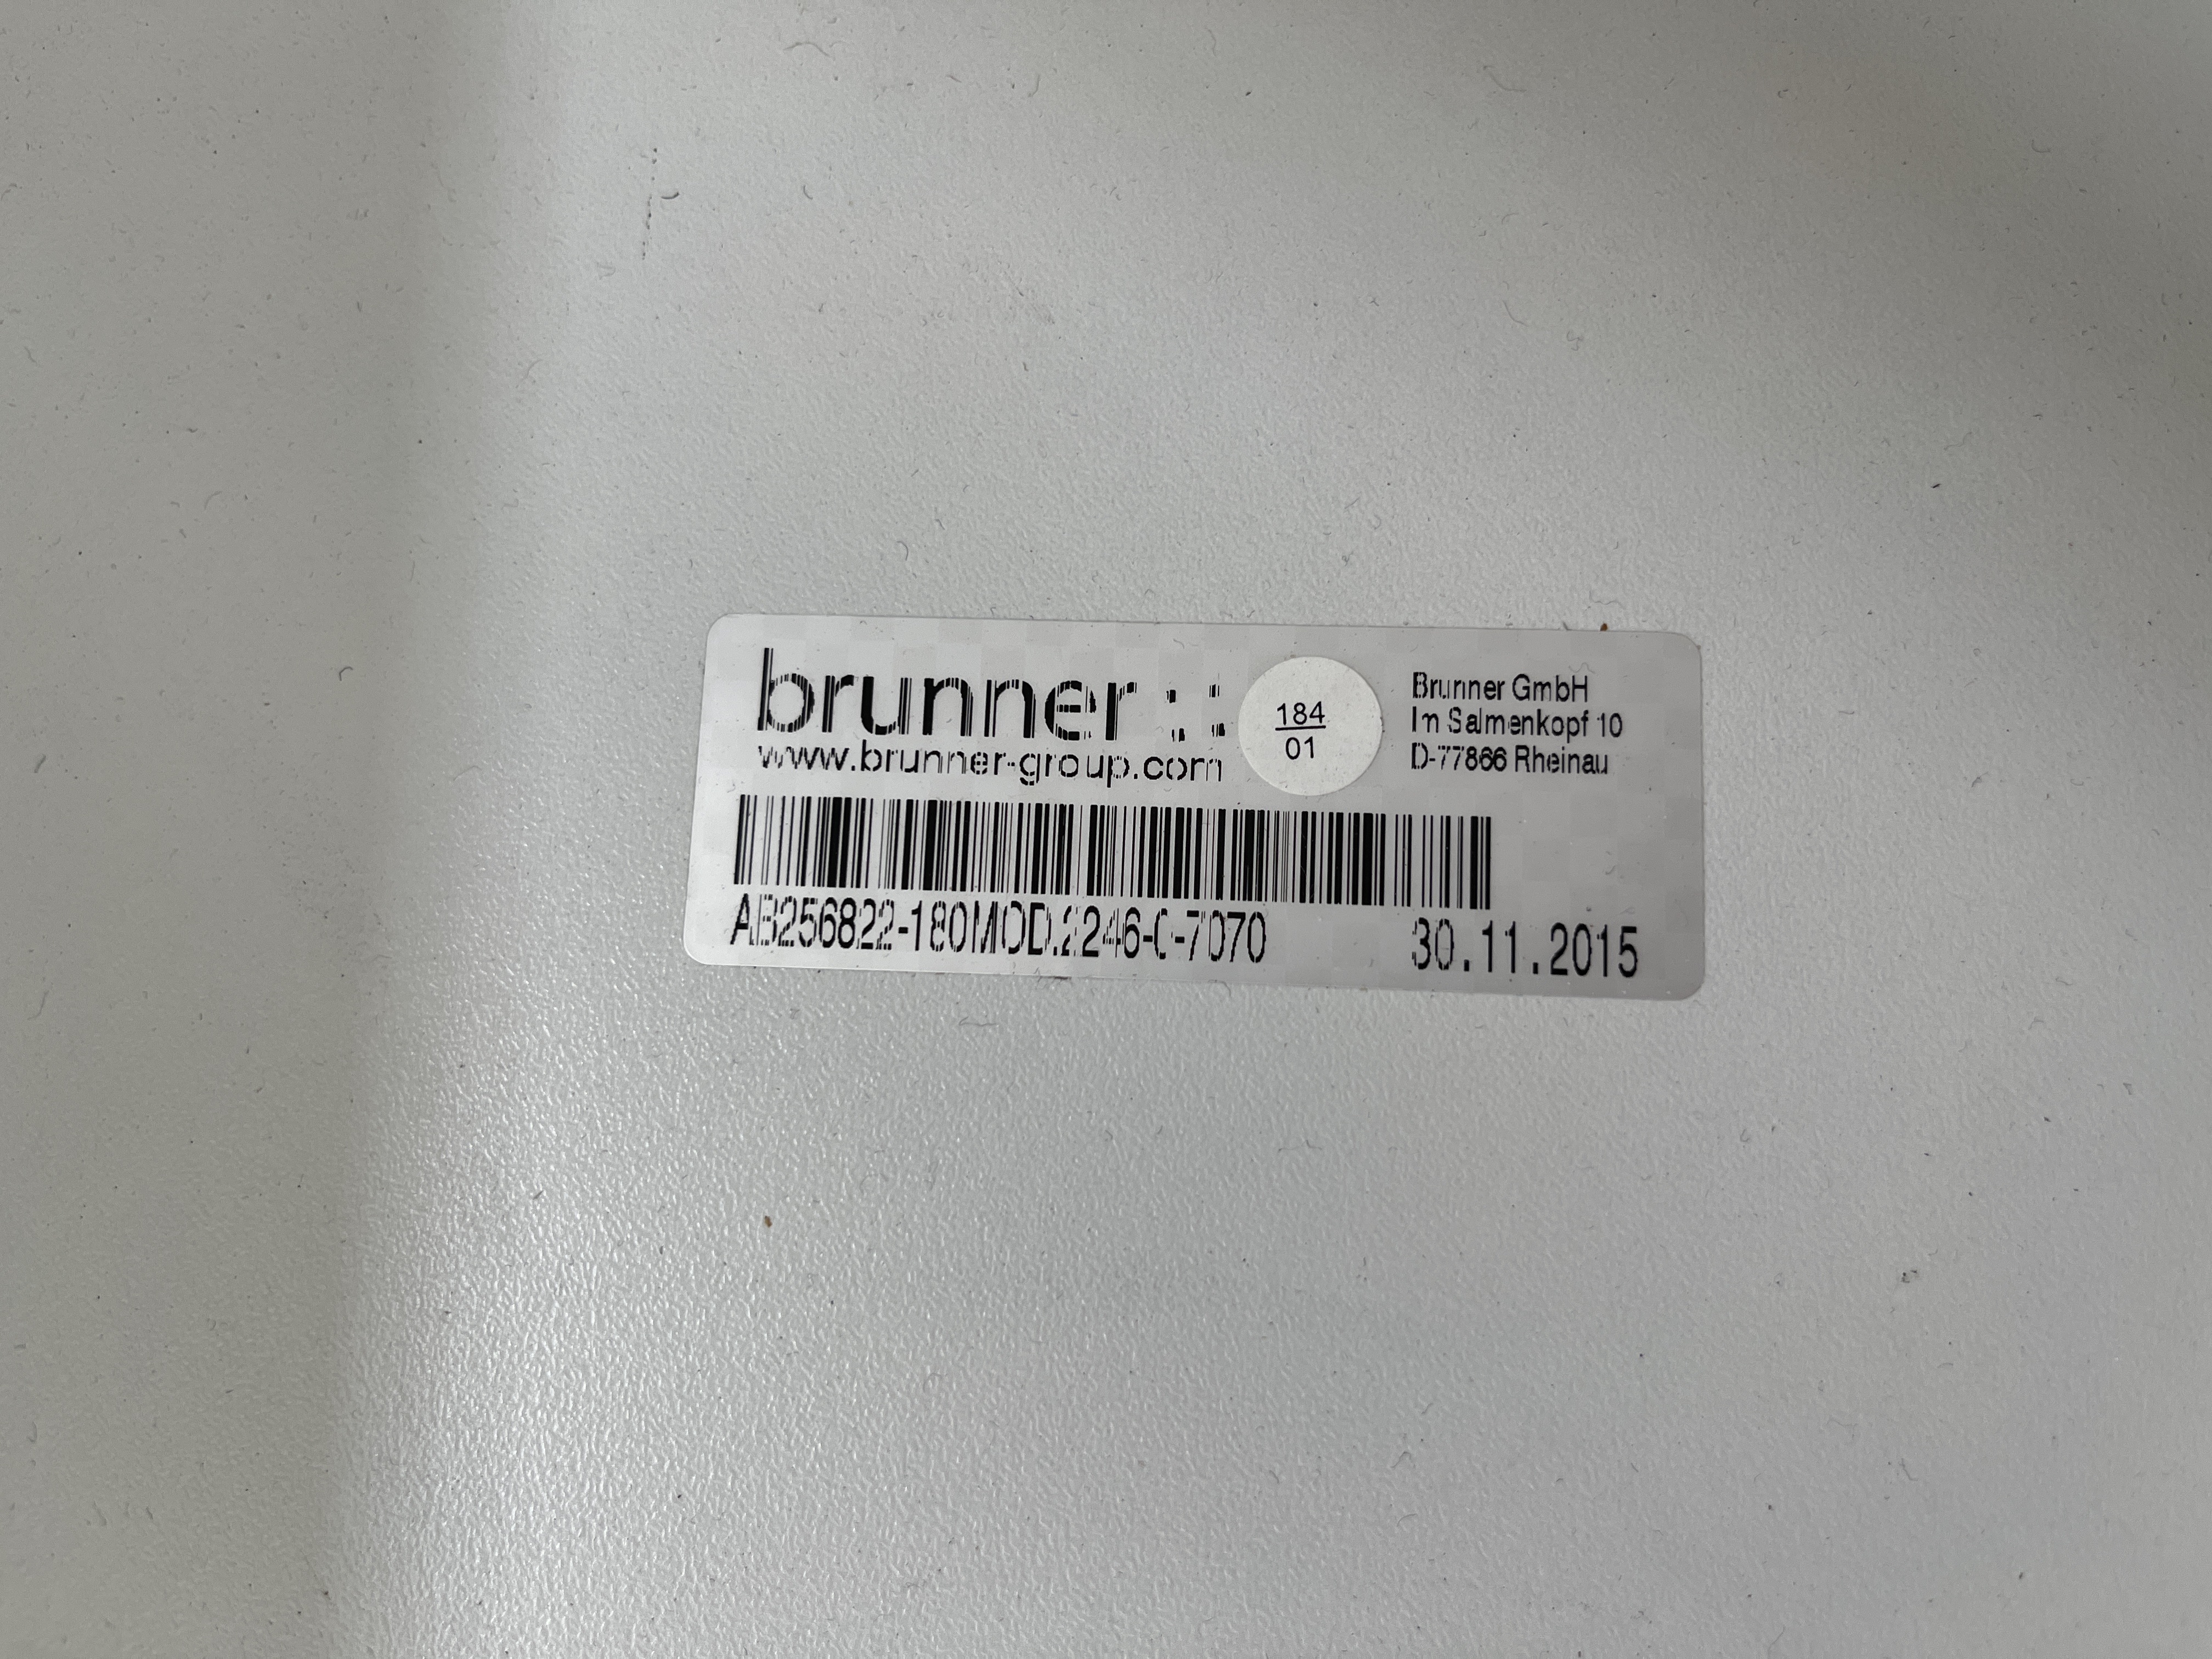 brunner ::
www.brunner-group.com
184
01
Brunner GmbH
Im Salmenkopf 10
D-77866 Rheinau
AB256822-180MOD.2246-0-7070
30.11.2015